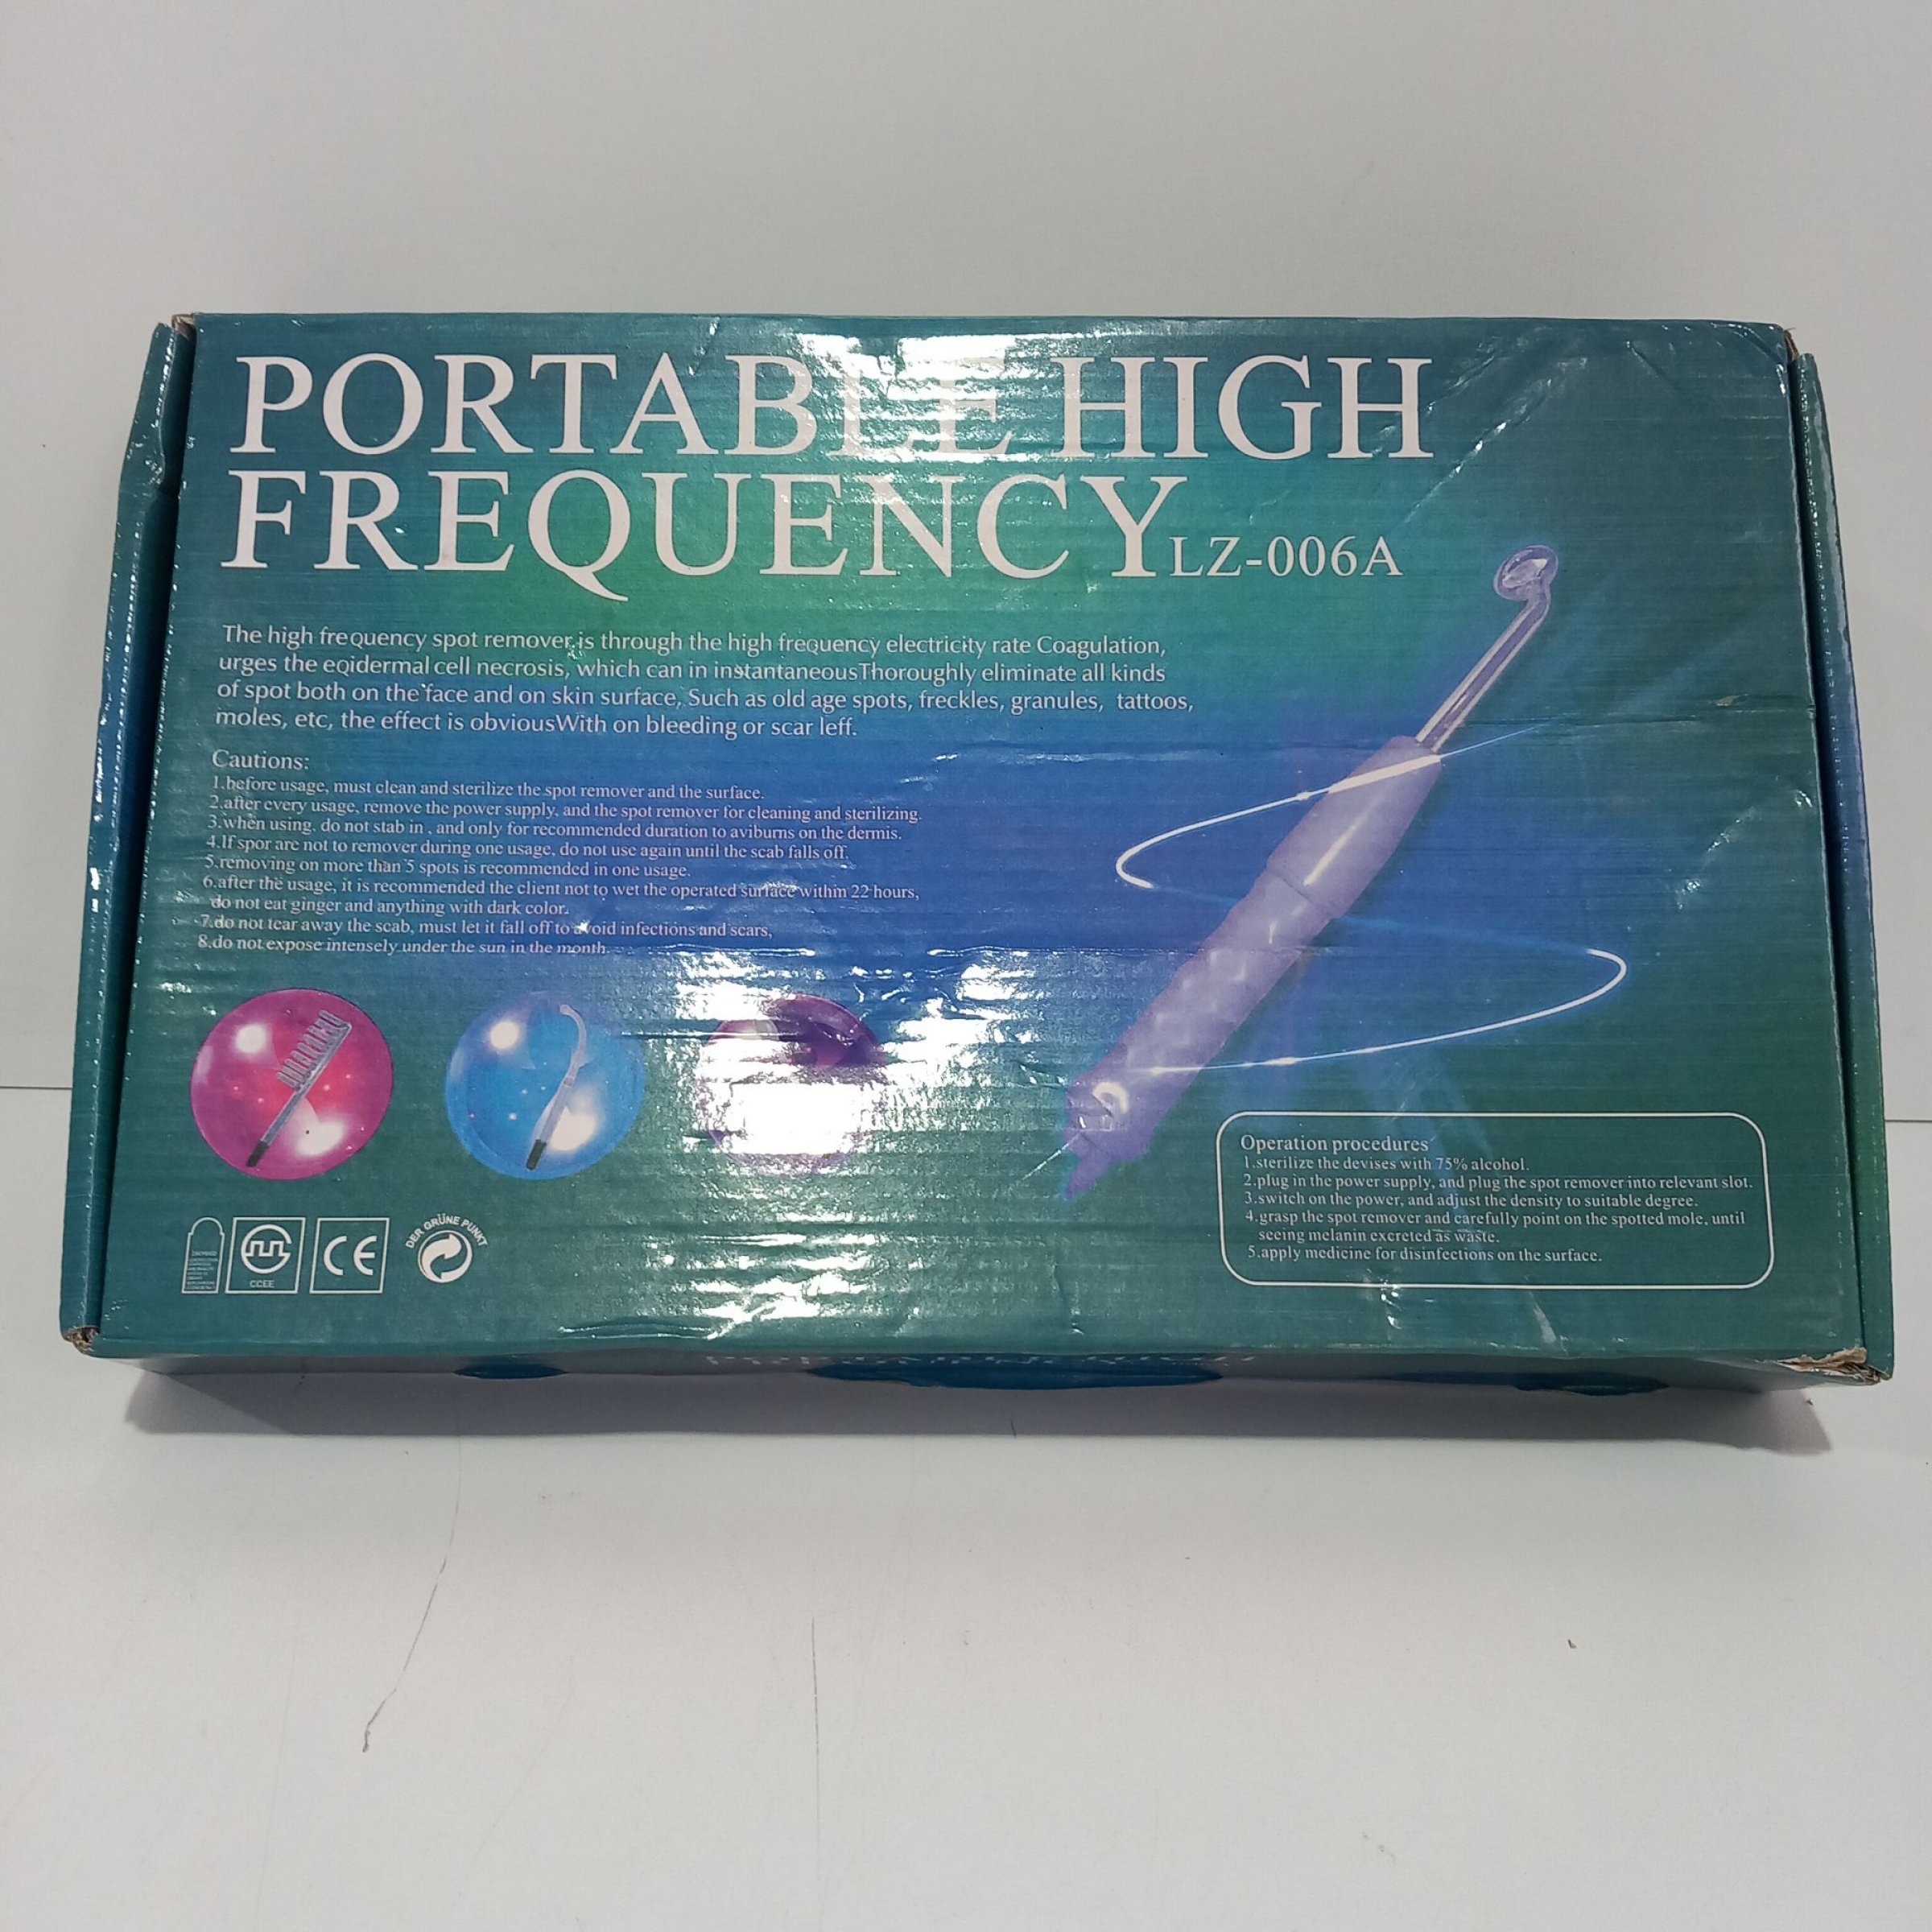 PORTABLE HIGH
FREQUENCY LZ-006A
The high frequency spot remover,is through the high frequency electricity rate Coagulation,
urges the eqidermal cell necrosis, which can in instantaneousThoroughly eliminate all kinds
of spot both on the face and on skin surface, Such as old age spots, freckles, granules, tattoos,
moles, etc, the effect is obviousWith on bleeding or scar leff.
Cautions:
1.before usage, must clean and sterilize the spot remover and the surface.
2.after every usage, remove the power supply, and the spot remover for cleaning and sterilizing.
3.when using. do not stab in , and only for recommended duration to aviburns on the dermis.
4.If spor are not to remover during one usage, do not use again until the scab falls off.
5.removing on more than 5 spots is recommended in one usage.
6.after the usage, it is recommended the client not to wet the operated surface within 22 hours,
do not eat ginger and anything with dark color.
7.do not tear away the scab, must let it fall off to avoid infections and scars,
8.do not expose intensely under the sun in the month.
CCEE
CE
DER GRÜNE PUNKT
Operation procedures
1.sterilize the devises with 75% alcohol.
2.plug in the power supply, and plug the spot remover into relevant slot.
3.switch on the power, and adjust the density to suitable degree.
4.grasp the spot remover and carefully point on the spotted mole, until
seeing melanin excreted as waste.
5.apply medicine for disinfections on the surface.